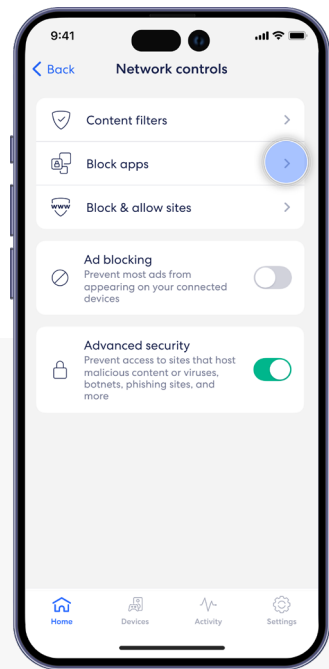 9:41
Back
Network controls
Content filters
Block apps
www
Block & allow sites
Ad blocking
Prevent most ads from
appearing on your connected
devices
Advanced security
Prevent access to sites that host
malicious content or viruses,
botnets, phishing sites, and
more
Home Devices Activity Settings